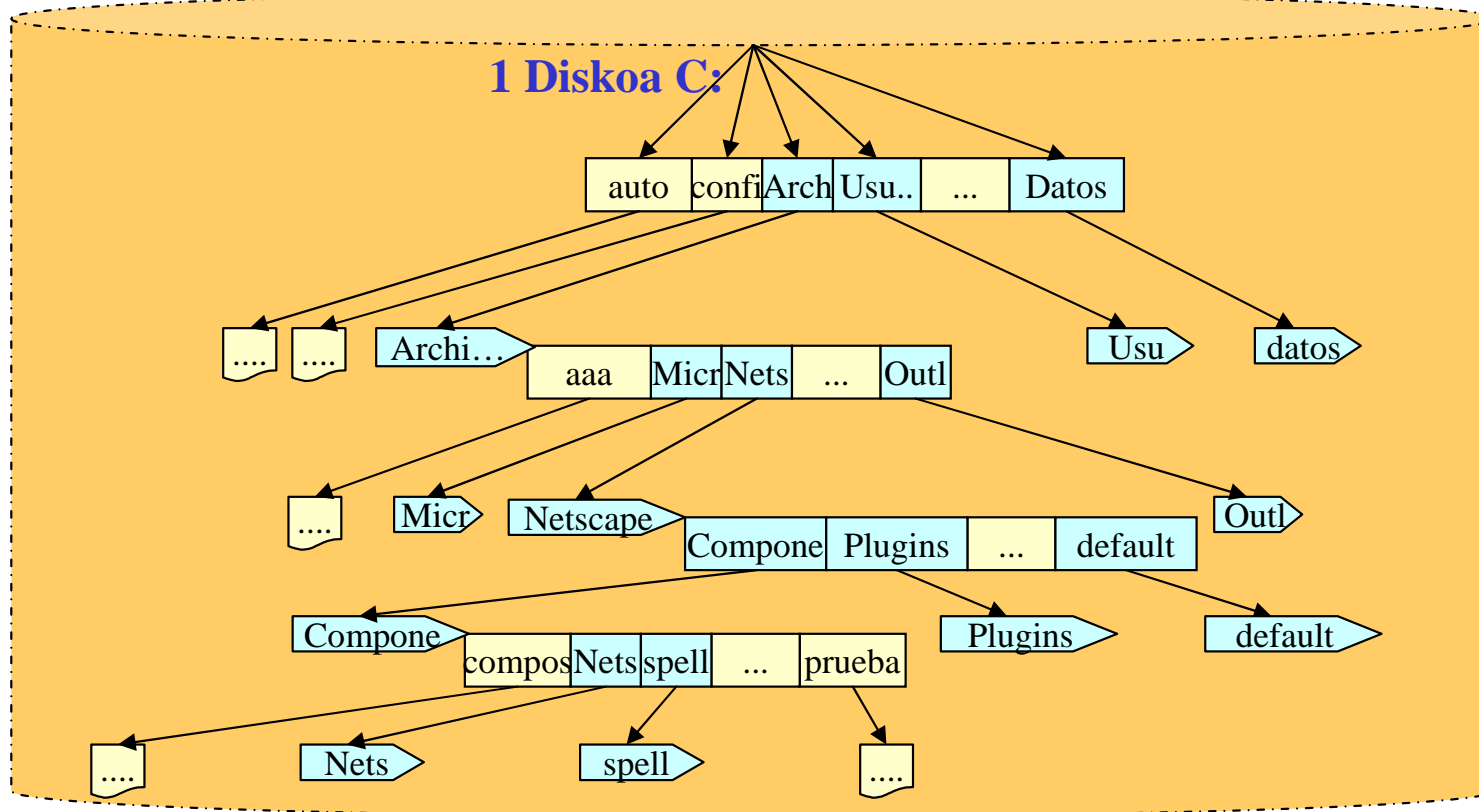 1 Diskoa C:
auto confi Arch Usu.. ... Datos
.... .... Archi… Usu datos
aaa Micr Nets ... Outl
.... Micr Netscape Outl
Compone Plugins ... default
Compone Plugins default
compos Nets spell ... prueba
.... Nets spell ....